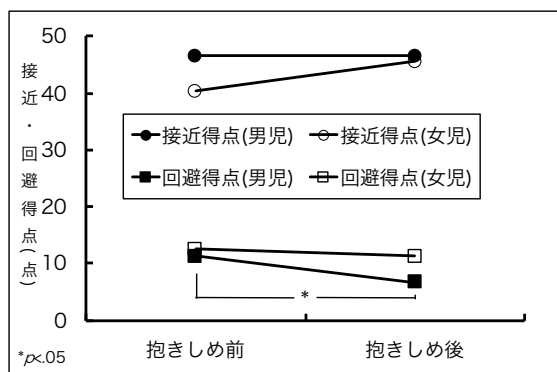 接近・回避得点(点)
50
40
30
20
10
0
接近得点(男児) 接近得点(女児)
回避得点(男児) 回避得点(女児)
*
抱きしめ前 抱きしめ後
*p<.05